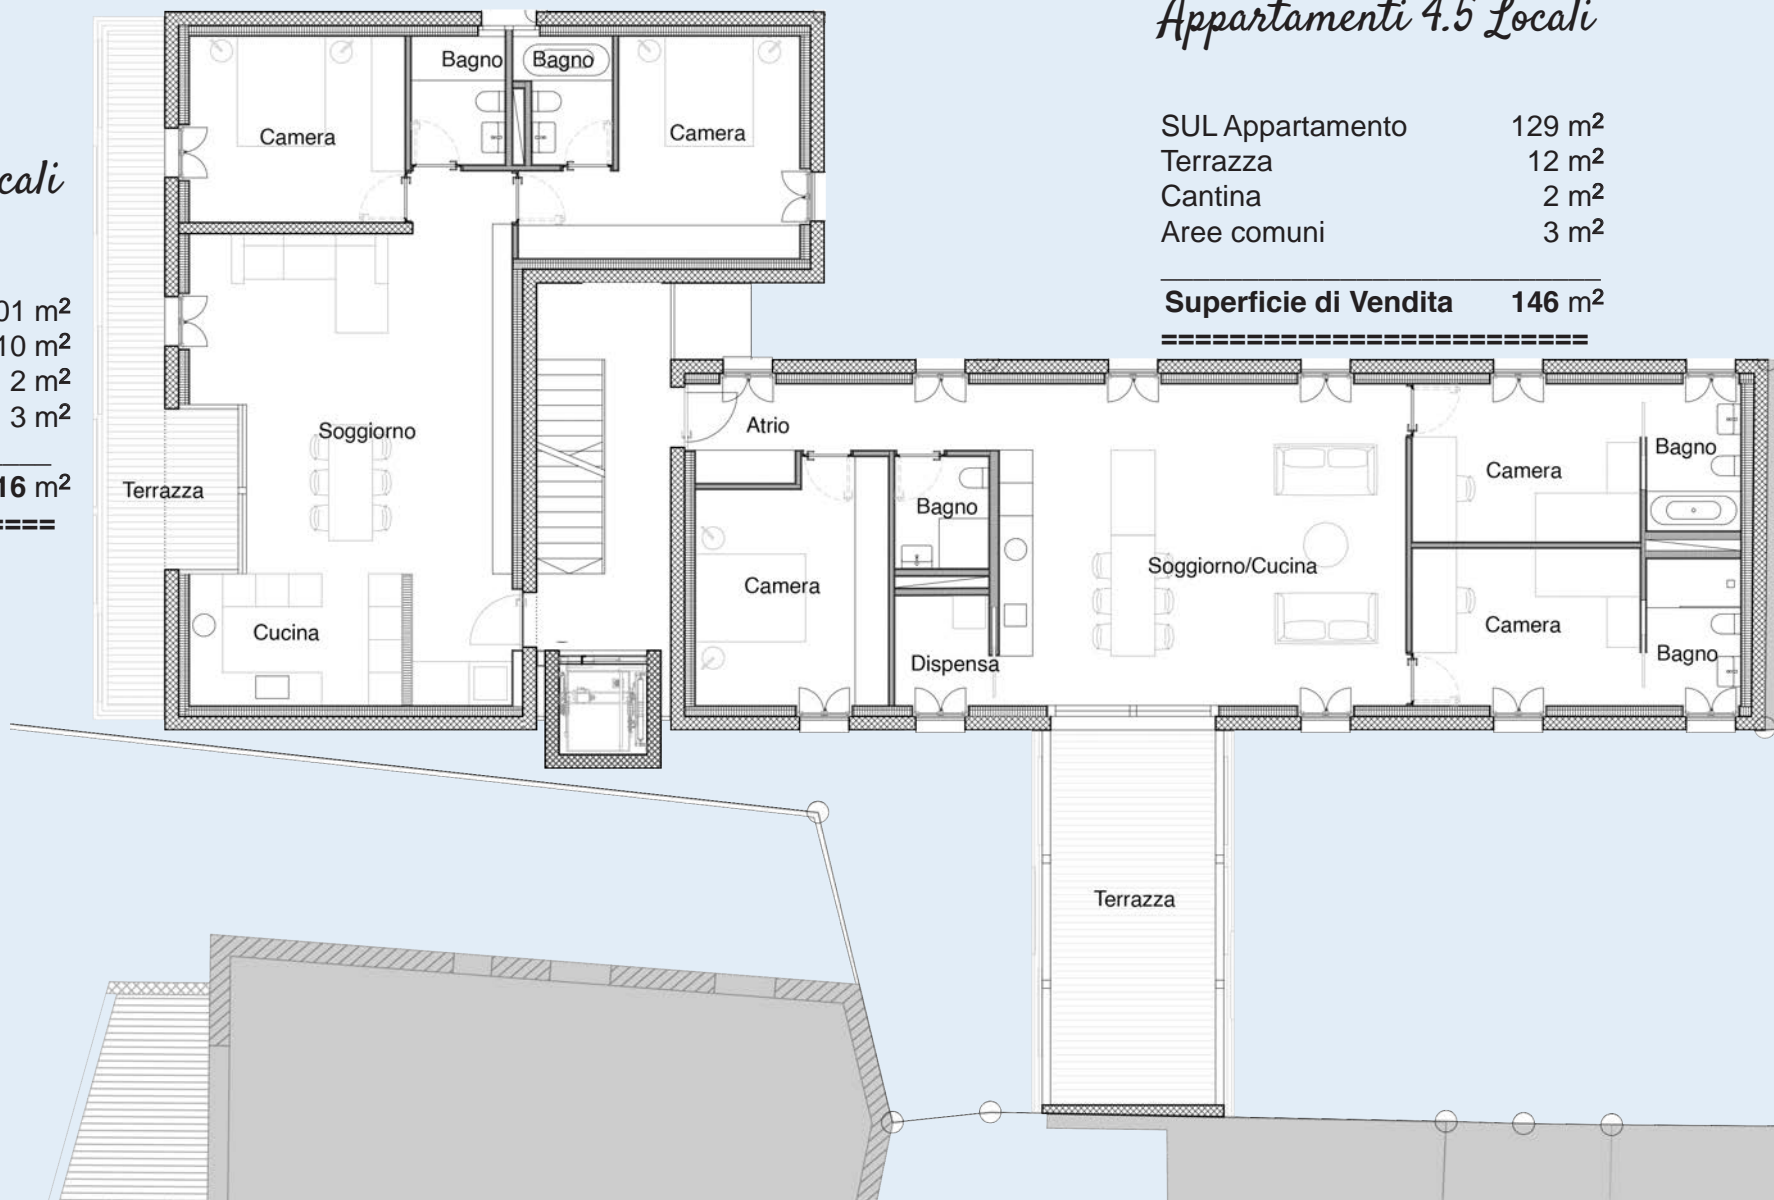 Appartamenti 4.5 Locali
SUL Appartamento 129 m²
Terrazza 12 m²
Cantina 2 m²
Aree comuni 3 m²
Superficie di Vendita 146 m²
=========================
cali
01 m²
10 m²
2 m²
3 m²
16 m²
====
Bagno
Bagno
Camera
Camera
Soggiorno
Terrazza
Cucina
Atrio
Camera
Bagno
Dispensa
Soggiorno/Cucina
Camera
Bagno
Camera
Bagno
Terrazza